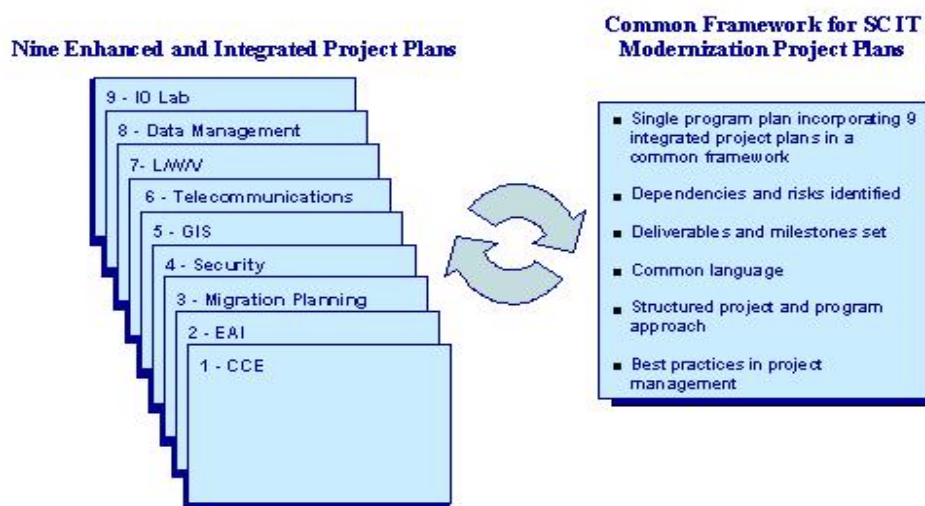 Nine Enhanced and Integrated Project Plans
9 - IO Lab
8 - Data Management
7- L/W/V
6 - Telecommunications
5 - GIS
4 - Security
3 - Migration Planning
2 - EAI
1 - CCE
Common Framework for SC IT
Modernization Project Plans
■ Single program plan incorporating 9
integrated project plans in a
common framework
■ Dependencies and risks identified
■ Deliverables and milestones set
■ Common language
■ Structured project and program
approach
■ Best practices in project
management